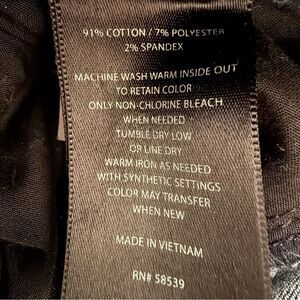 91% COTTON / 7% POLYESTER
2% SPANDEX
MACHINE WASH WARM INSIDE OUT
TO RETAIN COLOR
ONLY NON-CHLORINE BLEACH
WHEN NEEDED
TUMBLE DRY LOW
OR LINE DRY
WARM IRON AS NEEDED
WITH SYNTHETIC SETTINGS
COLOR MAY TRANSFER
WHEN NEW
MADE IN VIETNAM
RN# 58539